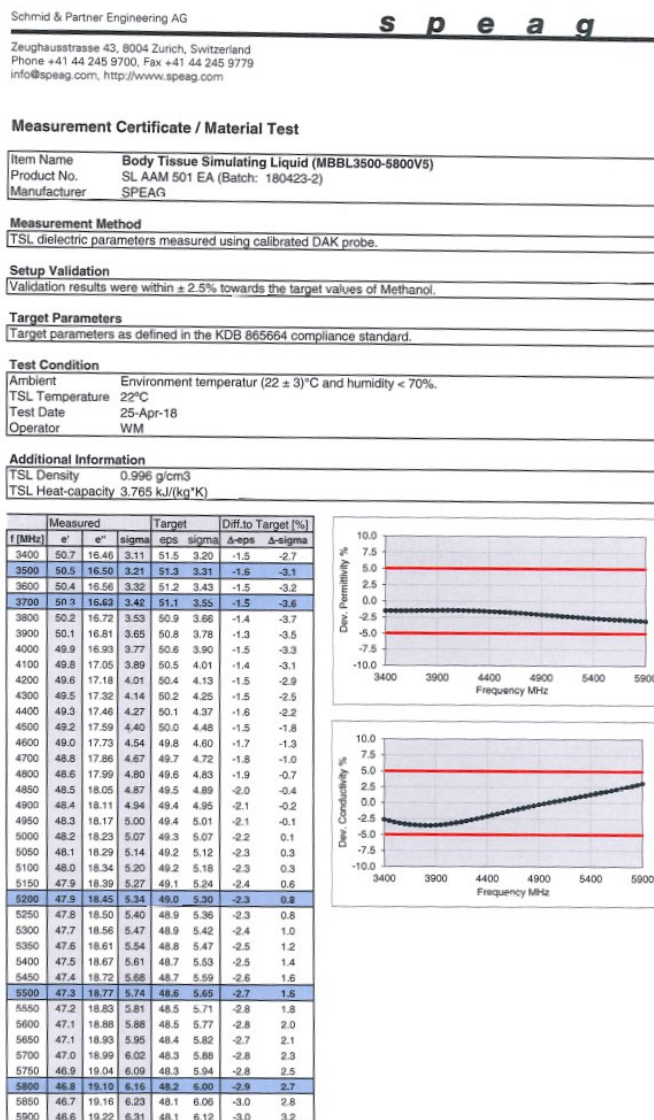 Schmid & Partner Engineering AG
s p e a g
Zeughausstrasse 43, 8004 Zurich, Switzerland
Phone +41 44 245 9700, Fax +41 44 245 9779
info@speag.com, http://www.speag.com
Measurement Certificate / Material Test
Item Name Body Tissue Simulating Liquid (MBBL3500-5800V5)
Product No. SL AAM 501 EA (Batch: 180423-2)
Manufacturer SPEAG
Measurement Method
TSL dielectric parameters measured using calibrated DAK probe.
Setup Validation
Validation results were within ± 2.5% towards the target values of Methanol.
Target Parameters
Target parameters as defined in the KDB 865664 compliance standard.
Test Condition
Ambient Environment temperatur (22 ± 3)°C and humidity < 70%.
TSL Temperature 22°C
Test Date 25-Apr-18
Operator WM
Additional Information
TSL Density 0.996 g/cm3
TSL Heat-capacity 3.765 kJ/(kg*K)
Measured Target Diff.to Target [%]
f [MHz] e' e" sigma eps sigma Δ-eps Δ-sigma
3400 50.7 16.46 3.11 51.5 3.20 -1.5 -2.7
3500 50.5 16.50 3.21 51.3 3.31 -1.6 -3.1
3600 50.4 16.56 3.32 51.2 3.43 -1.5 -3.2
3700 50.3 16.63 3.42 51.1 3.55 -1.5 -3.6
3800 50.2 16.72 3.53 50.9 3.66 -1.4 -3.7
3900 50.1 16.81 3.65 50.8 3.78 -1.3 -3.5
4000 49.9 16.93 3.77 50.6 3.90 -1.5 -3.3
4100 49.8 17.05 3.89 50.5 4.01 -1.4 -3.1
4200 49.6 17.18 4.01 50.4 4.13 -1.5 -2.9
4300 49.5 17.32 4.14 50.2 4.25 -1.5 -2.5
4400 49.3 17.46 4.27 50.1 4.37 -1.6 -2.2
4500 49.2 17.59 4.40 50.0 4.48 -1.5 -1.8
4600 49.0 17.73 4.54 49.8 4.60 -1.7 -1.3
4700 48.8 17.86 4.67 49.7 4.72 -1.8 -1.0
4800 48.6 17.99 4.80 49.6 4.83 -1.9 -0.7
4850 48.5 18.05 4.87 49.5 4.89 -2.0 -0.4
4900 48.4 18.11 4.94 49.4 4.95 -2.1 -0.2
4950 48.3 18.17 5.00 49.4 5.01 -2.1 -0.1
5000 48.2 18.23 5.07 49.3 5.07 -2.2 0.1
5050 48.1 18.29 5.14 49.2 5.12 -2.3 0.3
5100 48.0 18.34 5.20 49.2 5.18 -2.3 0.3
5150 47.9 18.39 5.27 49.1 5.24 -2.4 0.6
5200 47.9 18.45 5.34 49.0 5.30 -2.3 0.8
5250 47.8 18.50 5.40 48.9 5.36 -2.3 0.8
5300 47.7 18.56 5.47 48.9 5.42 -2.4 1.0
5350 47.6 18.61 5.54 48.8 5.47 -2.5 1.2
5400 47.5 18.67 5.61 48.7 5.53 -2.5 1.4
5450 47.4 18.72 5.68 48.7 5.59 -2.6 1.6
5500 47.3 18.77 5.74 48.6 5.65 -2.7 1.6
5550 47.2 18.83 5.81 48.5 5.71 -2.8 1.8
5600 47.1 18.88 5.88 48.5 5.77 -2.8 2.0
5650 47.1 18.93 5.95 48.4 5.82 -2.7 2.1
5700 47.0 18.99 6.02 48.3 5.88 -2.8 2.3
5750 46.9 19.04 6.09 48.3 5.94 -2.8 2.5
5800 46.8 19.10 6.16 48.2 6.00 -2.9 2.7
5850 46.7 19.16 6.23 48.1 6.06 -3.0 2.8
5900 46.6 19.22 6.31 48.1 6.12 -3.0 3.2
Dev. Permittivity %
10.0
7.5
5.0
2.5
0.0
-2.5
-5.0
-7.5
-10.0
3400 3900 4400 4900 5400 5900
Frequency MHz
Dev. Conductivity %
10.0
7.5
5.0
2.5
0.0
-2.5
-5.0
-7.5
-10.0
3400 3900 4400 4900 5400 5900
Frequency MHz